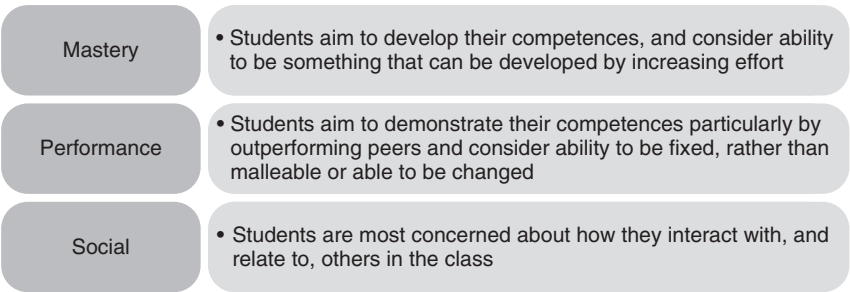 Mastery
• Students aim to develop their competences, and consider ability
to be something that can be developed by increasing effort
Performance
• Students aim to demonstrate their competences particularly by
outperforming peers and consider ability to be fixed, rather than
malleable or able to be changed
Social
• Students are most concerned about how they interact with, and
relate to, others in the class